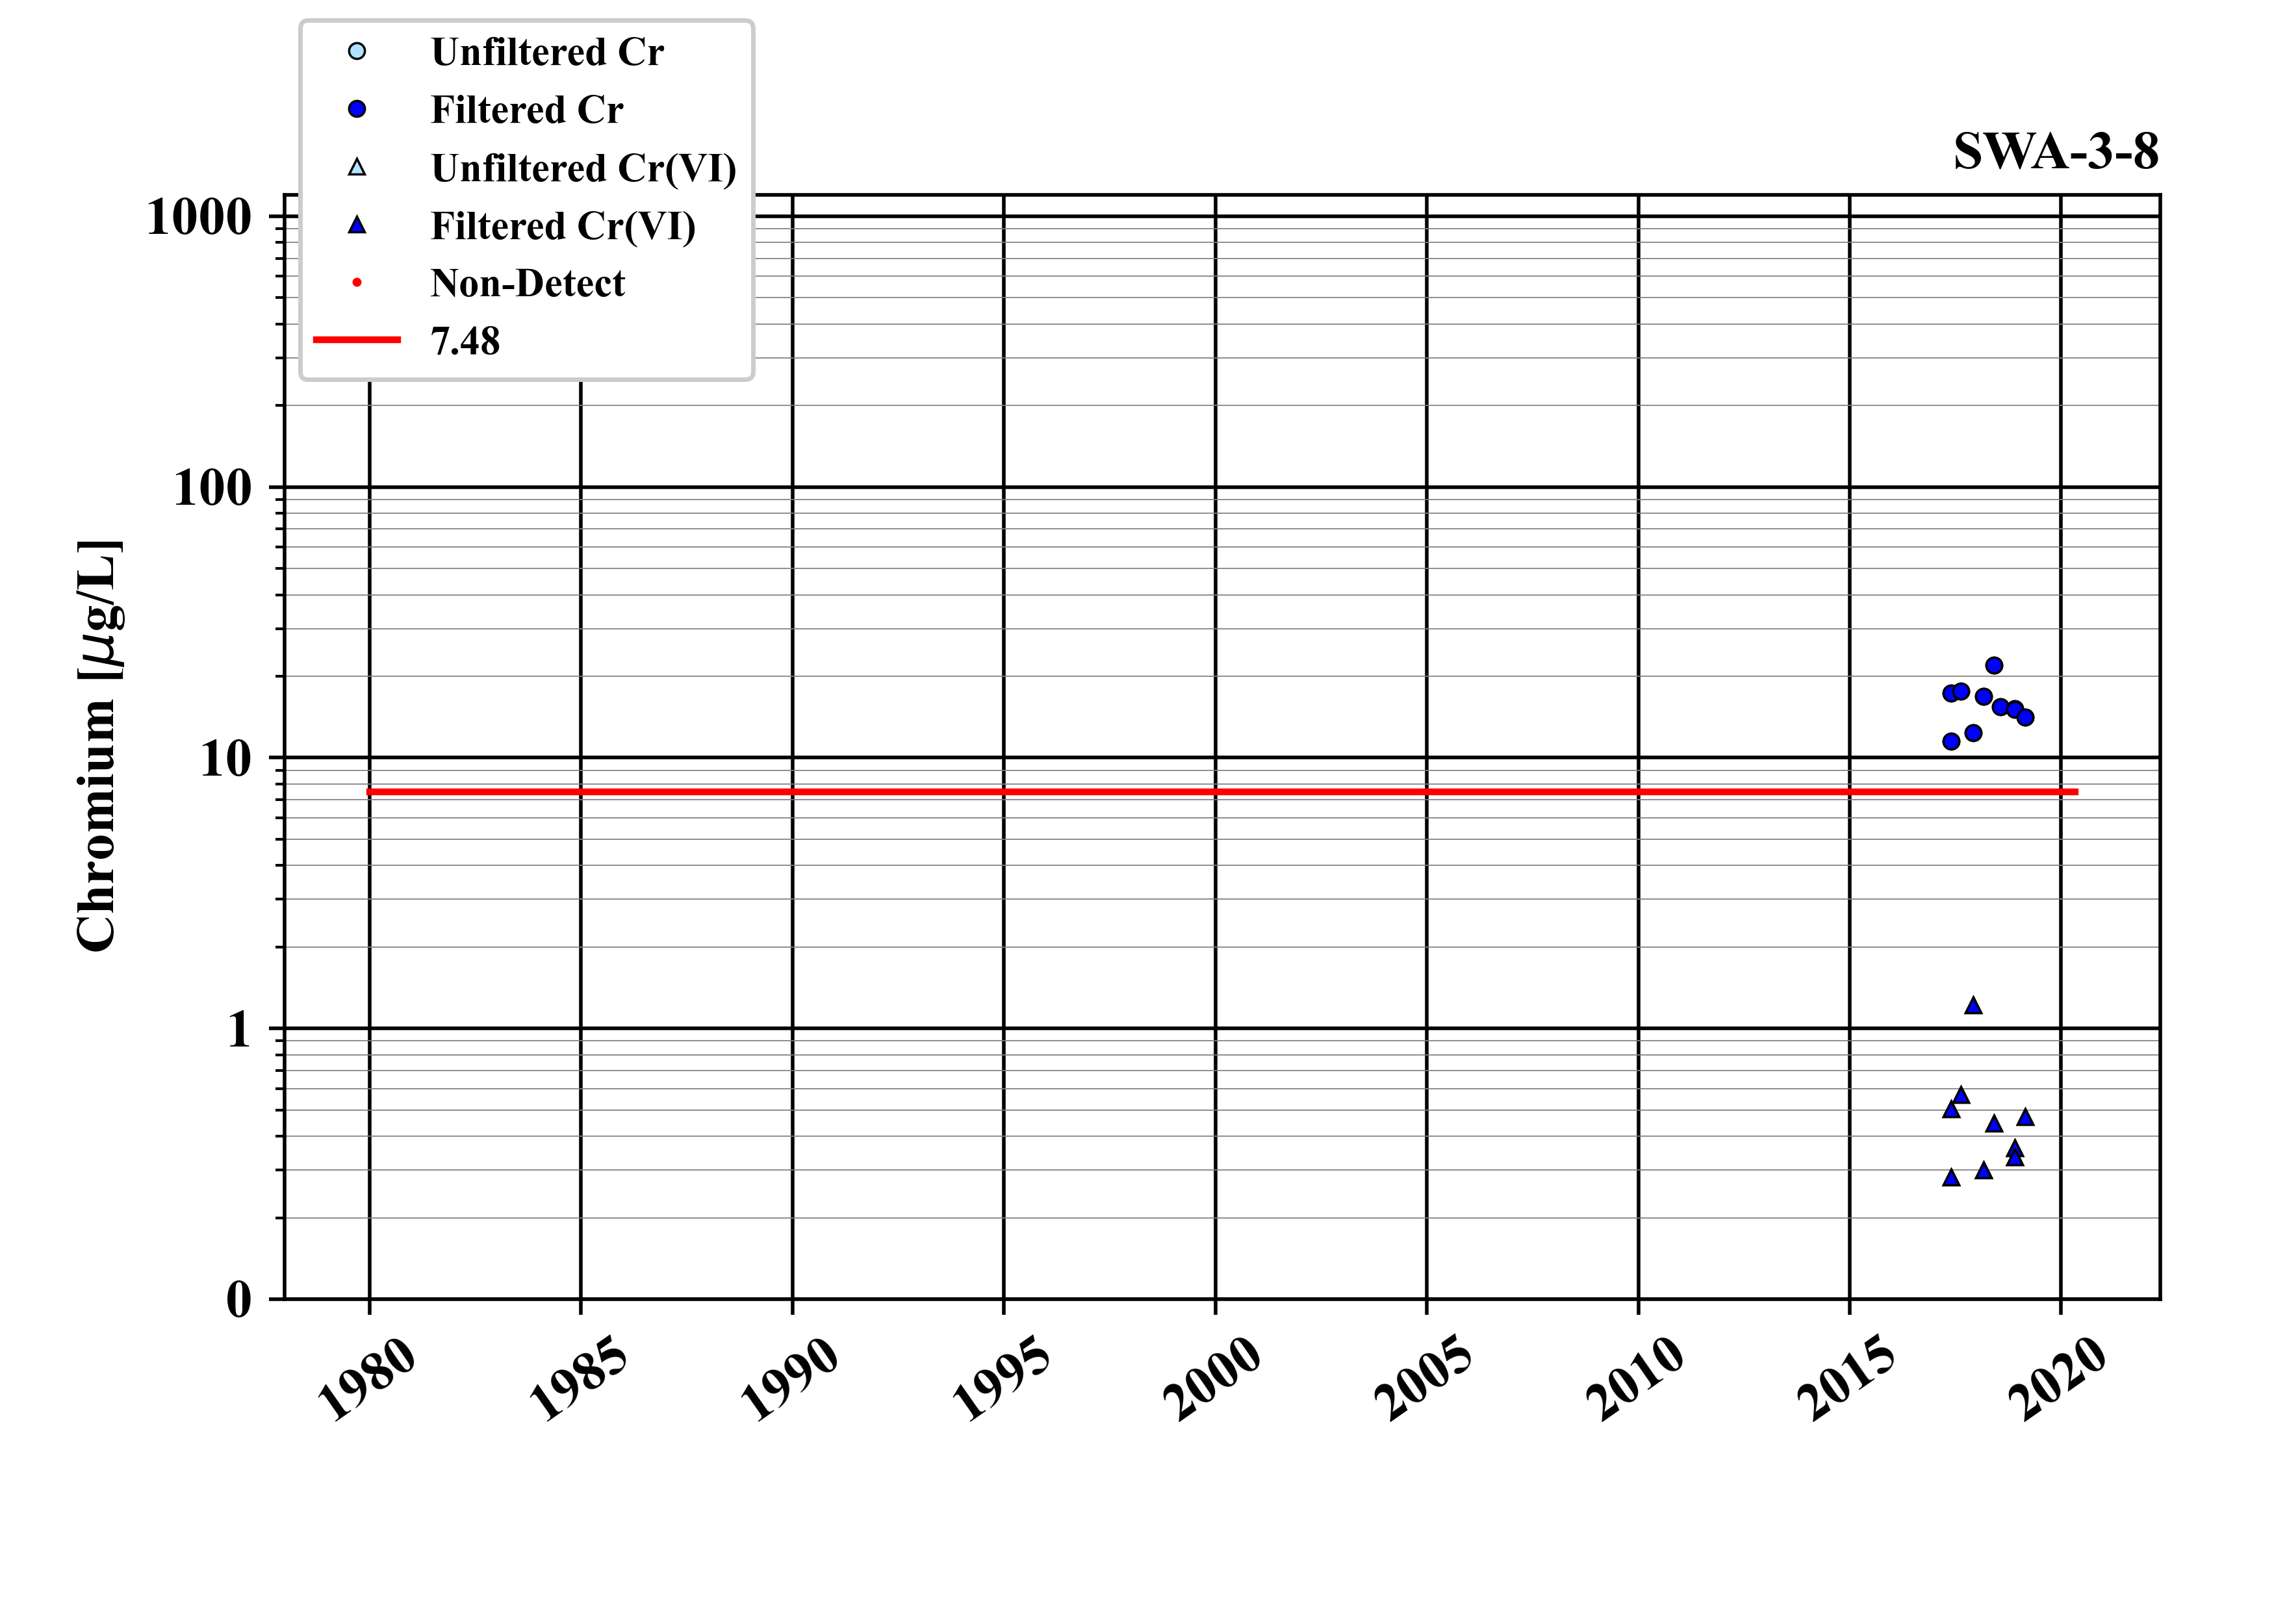 Unfiltered Cr
Filtered Cr
Unfiltered Cr(VI)
Filtered Cr(VI)
Non-Detect
7.48
SWA-3-8
1000
100
10
1
0
Chromium [μg/L]
1980
1985
1990
1995
2000
2005
2010
2015
2020